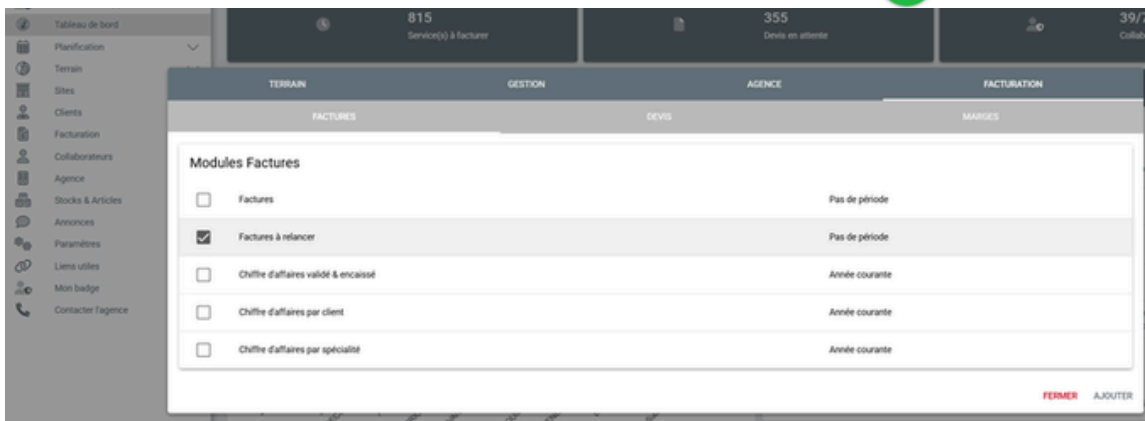 Tableau de bord
Planification
Terrain
Sites
Clients
Facturation
Collaborateurs
Agence
Stocks & Articles
Annonces
Paramètres
Liens utiles
Mon badge
Contacter l'agence
815
Service(s) à facturer
355
Devis en attente
39/
Collab
TERRAIN GESTION AGENCE FACTURATION
FACTURES DEVIS MARGES
Modules Factures
Factures Pas de période
Factures à relancer Pas de période
Chiffre d'affaires validé & encaissé Année courante
Chiffre d'affaires par client Année courante
Chiffre d'affaires par spécialité Année courante
FERMER AJOUTER